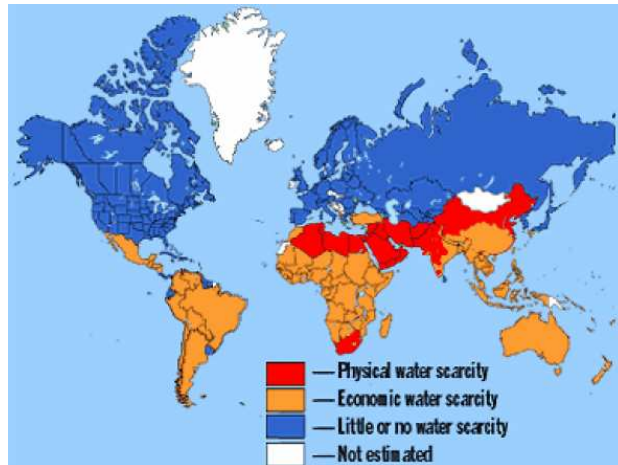 — Physical water scarcity
— Economic water scarcity
— Little or no water scarcity
— Not estimated